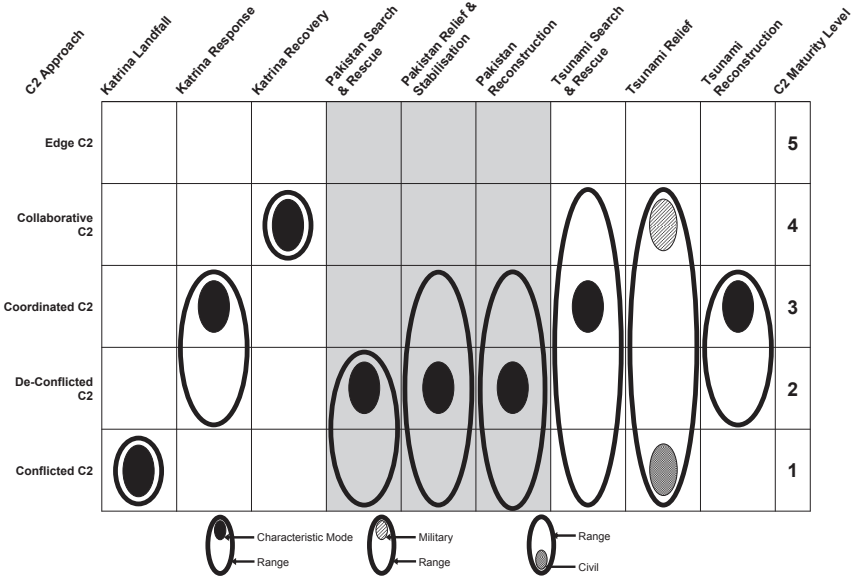 C2 Approach
Katrina Landfall
Katrina Response
Katrina Recovery
Pakistan Search
& Rescue
Pakistan Relief &
Stabilisation
Pakistan
Reconstruction
Tsunami Search
& Rescue
Tsunami Relief
Tsunami
Reconstruction
C2 Maturity Level
Edge C2
5
Collaborative
C2
4
Coordinated C2
3
De-Conflicted
C2
2
Conflicted C2
1
Characteristic Mode
Range
Military
Range
Range
Civil